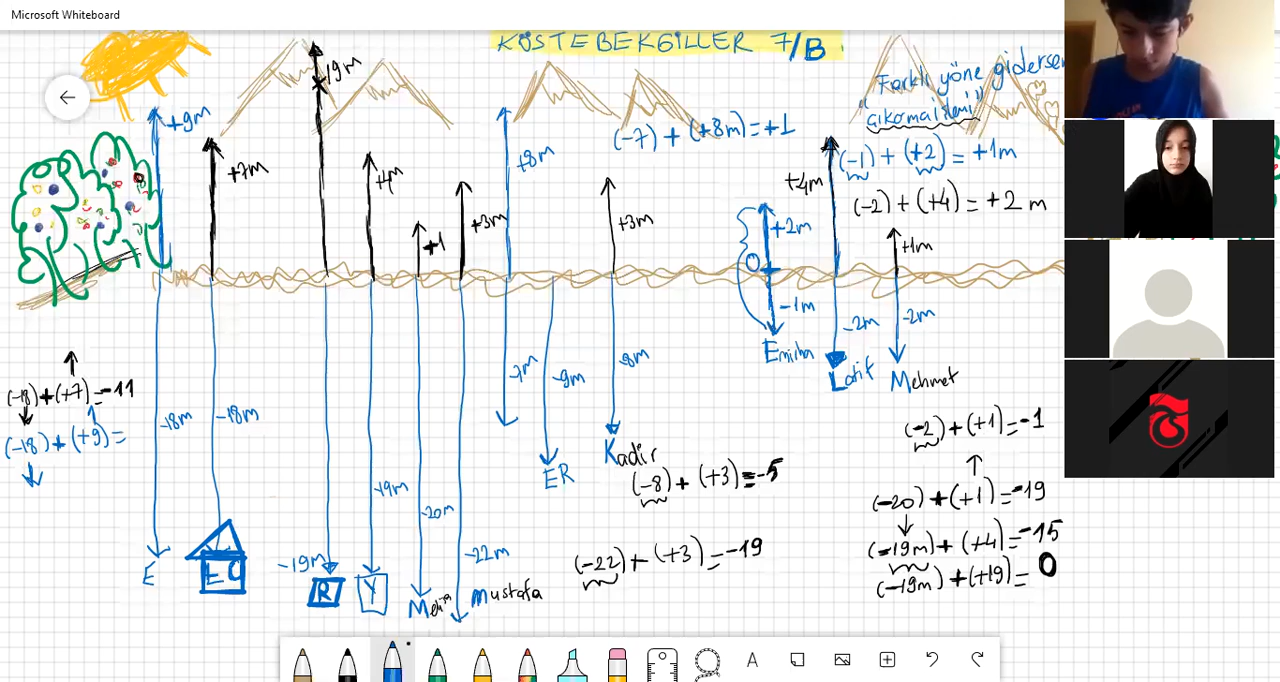 Microsoft Whiteboard
KÖSTEBEKGİLLER 7/B
19m
"Farklı yöne giderse
çıkarma işlemi"
+9m
+7m
+4m
+1
+3m
+8m
(-7) + (+8m) = +1
+3m
+2m
0
-1m
Emirha
+4m
(-1) + (+2) = +1m
(-2) + (+4) = +2 m
+1m
-2m
-2m
Latif
Mehmet
(-18) + (+7) = -11
(-18) + (+9) =
-18m
-18m
-19m
-19m
-20m
-22m
-7m
-9m
-8m
E
EC
R
Y
Mustafa
ER
Kadir
(-8) + (+3) = -5
(-22) + (+3) = -19
(-2) + (+1) = -1
(-20) + (+1) = -19
(-19m) + (+4) = -15
(-19m) + (+19) = 0